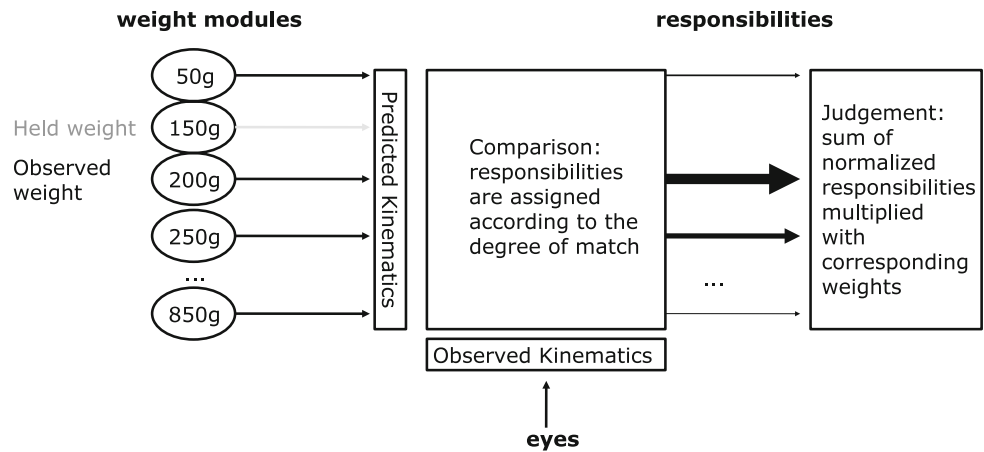 weight modules
responsibilities
50g
Held weight
150g
Observed
weight
200g
250g
...
850g
Predicted Kinematics
Comparison:
responsibilities
are assigned
according to the
degree of match
...
Judgement:
sum of
normalized
responsibilities
multiplied
with
corresponding
weights
Observed Kinematics
eyes